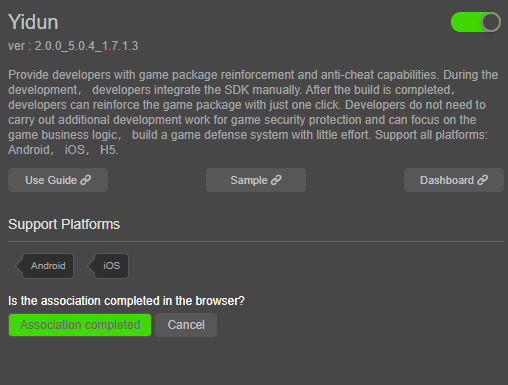 Yidun
ver : 2.0.0_5.0.4_1.7.1.3
Provide developers with game package reinforcement and anti-cheat capabilities. During the
development， developers integrate the SDK manually. After the build is completed，
developers can reinforce the game package with just one click. Developers do not need to
carry out additional development work for game security protection and can focus on the
game business logic， build a game defense system with little effort. Support all platforms:
Android， iOS， H5.
Use Guide
Sample
Dashboard
Support Platforms
Android
iOS
Is the association completed in the browser?
Association completed
Cancel